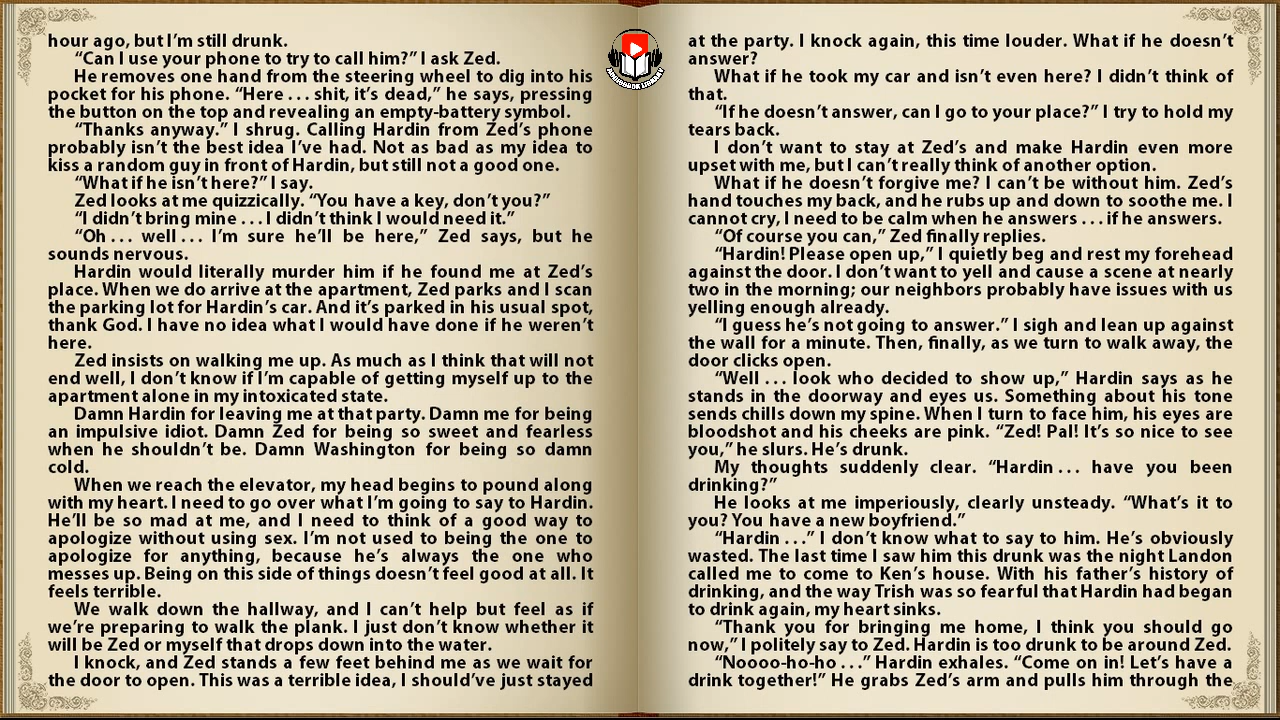 hour ago, but I’m still drunk.
“Can I use your phone to try to call him?” I ask Zed.
He removes one hand from the steering wheel to dig into his
pocket for his phone. “Here . . . shit, it’s dead,” he says, pressing
the button on the top and revealing an empty-battery symbol.
“Thanks anyway.” I shrug. Calling Hardin from Zed’s phone
probably isn’t the best idea I’ve had. Not as bad as my idea to
kiss a random guy in front of Hardin, but still not a good one.
“What if he isn’t here?” I say.
Zed looks at me quizzically. “You have a key, don’t you?”
“I didn’t bring mine . . . I didn’t think I would need it.”
“Oh . . . well . . . I’m sure he’ll be here,” Zed says, but he
sounds nervous.
Hardin would literally murder him if he found me at Zed’s
place. When we do arrive at the apartment, Zed parks and I scan
the parking lot for Hardin’s car. And it’s parked in his usual spot,
thank God. I have no idea what I would have done if he weren’t
here.
Zed insists on walking me up. As much as I think that will not
end well, I don’t know if I’m capable of getting myself up to the
apartment alone in my intoxicated state.
Damn Hardin for leaving me at that party. Damn me for being
an impulsive idiot. Damn Zed for being so sweet and fearless
when he shouldn’t be. Damn Washington for being so damn
cold.
When we reach the elevator, my head begins to pound along
with my heart. I need to go over what I’m going to say to Hardin.
He’ll be so mad at me, and I need to think of a good way to
apologize without using sex. I’m not used to being the one to
apologize for anything, because he’s always the one who
messes up. Being on this side of things doesn’t feel good at all. It
feels terrible.
We walk down the hallway, and I can’t help but feel as if
we’re preparing to walk the plank. I just don’t know whether it
will be Zed or myself that drops down into the water.
I knock, and Zed stands a few feet behind me as we wait for
the door to open. This was a terrible idea, I should’ve just stayed
at the party. I knock again, this time louder. What if he doesn’t
answer?
What if he took my car and isn’t even here? I didn’t think of
that.
“If he doesn’t answer, can I go to your place?” I try to hold my
tears back.
I don’t want to stay at Zed’s and make Hardin even more
upset with me, but I can’t really think of another option.
What if he doesn’t forgive me? I can’t be without him. Zed’s
hand touches my back, and he rubs up and down to soothe me. I
cannot cry, I need to be calm when he answers . . . if he answers.
“Of course you can,” Zed finally replies.
“Hardin! Please open up,” I quietly beg and rest my forehead
against the door. I don’t want to yell and cause a scene at nearly
two in the morning; our neighbors probably have issues with us
yelling enough already.
“I guess he’s not going to answer.” I sigh and lean up against
the wall for a minute. Then, finally, as we turn to walk away, the
door clicks open.
“Well . . . look who decided to show up,” Hardin says as he
stands in the doorway and eyes us. Something about his tone
sends chills down my spine. When I turn to face him, his eyes are
bloodshot and his cheeks are pink. “Zed! Pal! It’s so nice to see
you,” he slurs. He’s drunk.
My thoughts suddenly clear. “Hardin . . . have you been
drinking?”
He looks at me imperiously, clearly unsteady. “What’s it to
you? You have a new boyfriend.”
“Hardin . . .” I don’t know what to say to him. He’s obviously
wasted. The last time I saw him this drunk was the night Landon
called me to come to Ken’s house. With his father’s history of
drinking, and the way Trish was so fearful that Hardin had began
to drink again, my heart sinks.
“Thank you for bringing me home, I think you should go
now,” I politely say to Zed. Hardin is too drunk to be around Zed.
“Noooo-ho-ho . . .” Hardin exhales. “Come on in! Let’s have a
drink together!” He grabs Zed’s arm and pulls him through the